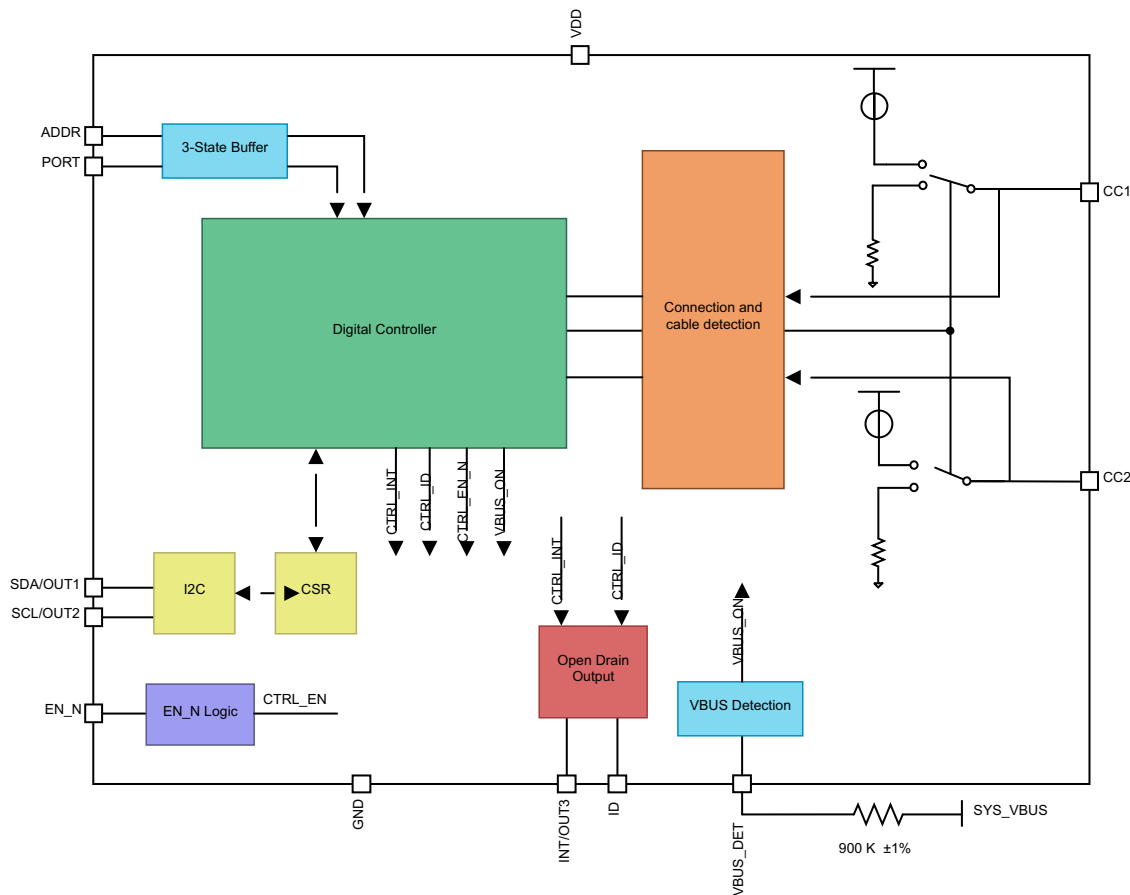 VDD
ADDR
PORT
3-State Buffer
CC1
Digital Controller
Connection and
cable detection
CTRL_INT
CTRL_ID
CTRL_EN_N
VBUS_ON
CC2
SDA/OUT1
SCL/OUT2
I2C
CSR
CTRL_INT
CTRL_ID
VBUS_ON
Open Drain
Output
VBUS Detection
EN_N
EN_N Logic
CTRL_EN
GND
INT/OUT3
ID
VBUS_DET
SYS_VBUS
900 K ±1%